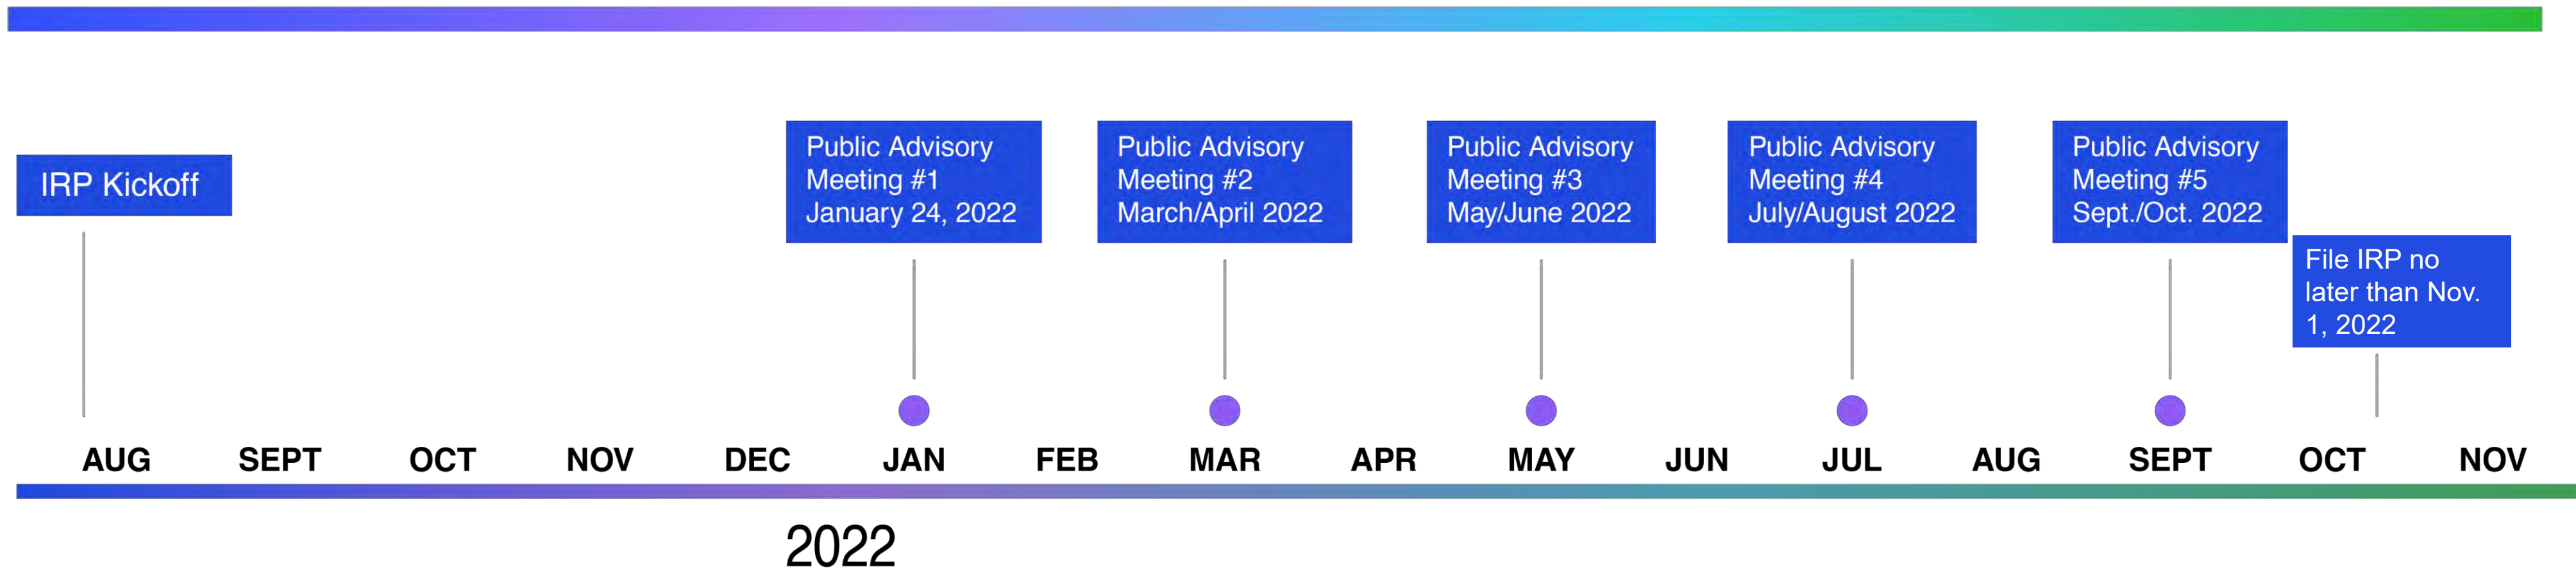 IRP Kickoff
Public Advisory
Meeting #1
January 24, 2022
Public Advisory
Meeting #2
March/April 2022
Public Advisory
Meeting #3
May/June 2022
Public Advisory
Meeting #4
July/August 2022
Public Advisory
Meeting #5
Sept./Oct. 2022
File IRP no
later than Nov.
1, 2022
AUG SEPT OCT NOV DEC JAN FEB MAR APR MAY JUN JUL AUG SEPT OCT NOV
2022